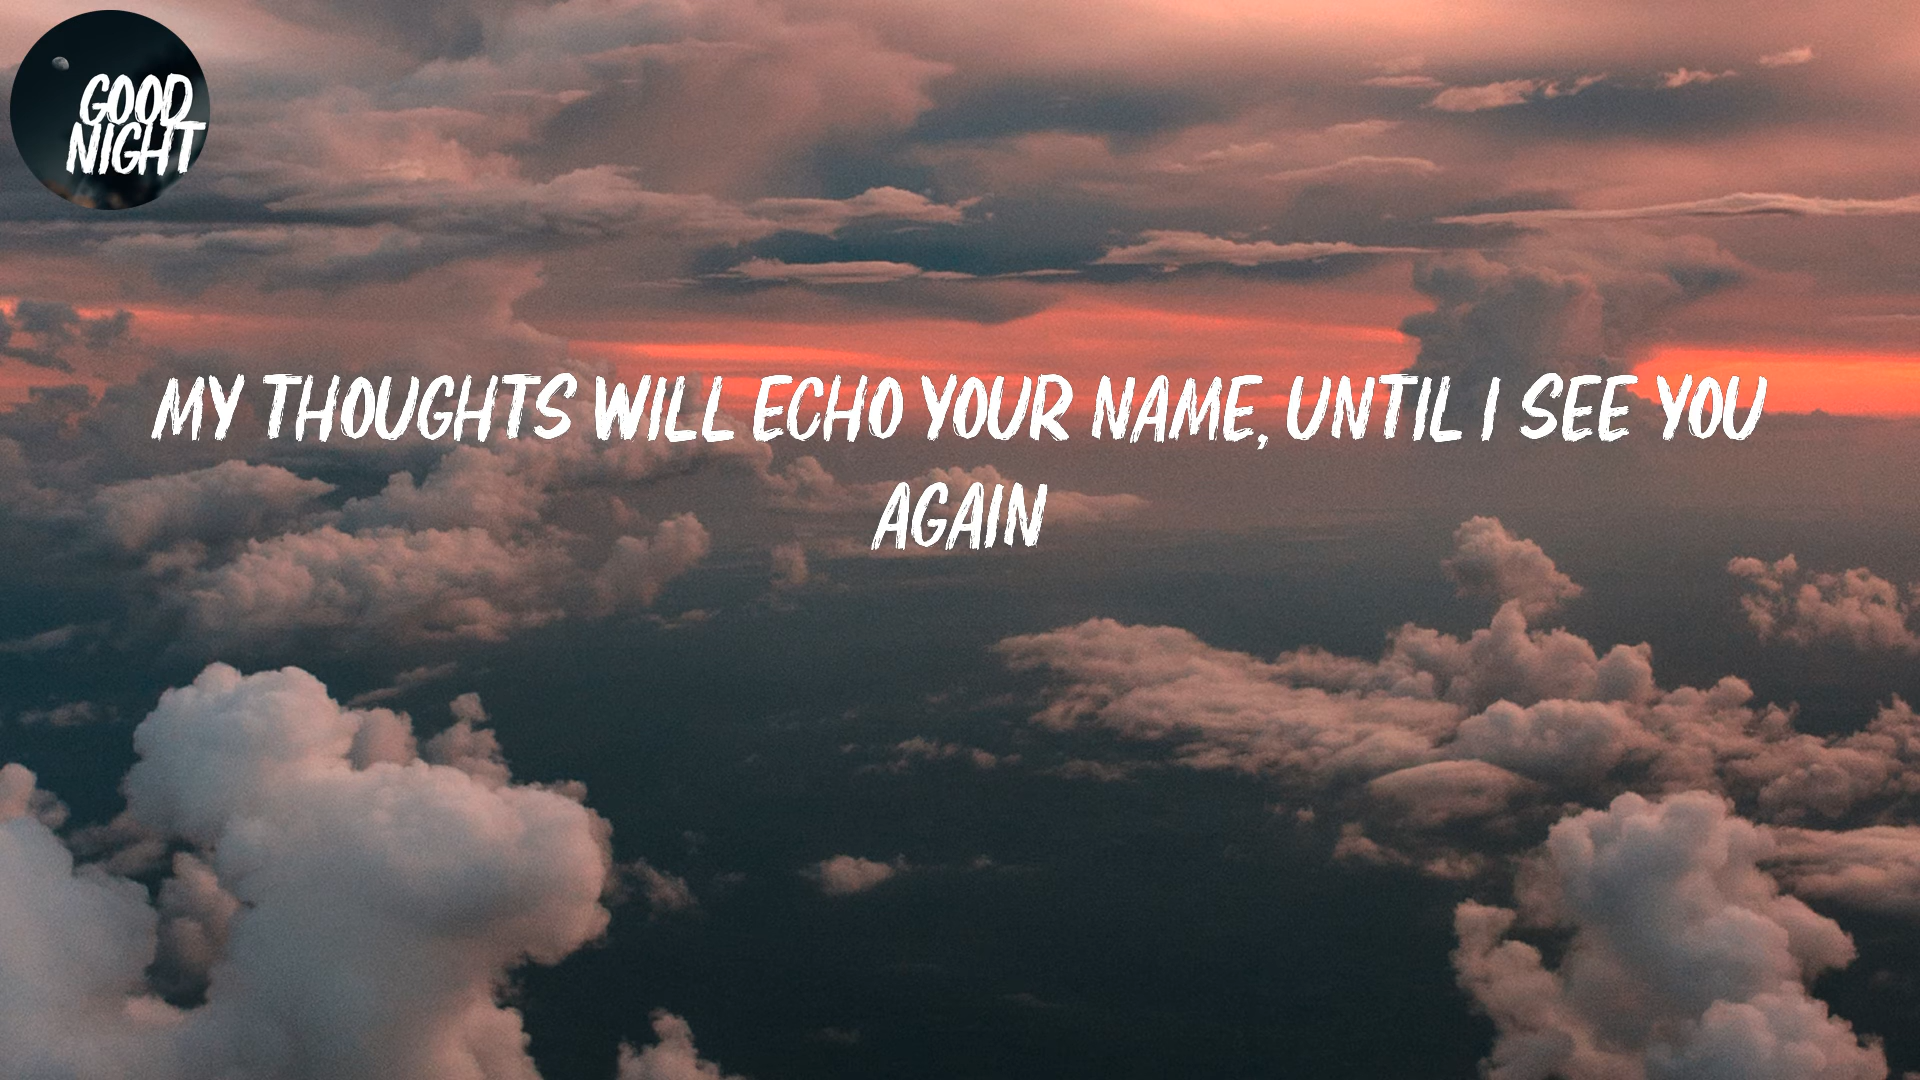 GOOD
NIGHT
MY THOUGHTS WILL ECHO YOUR NAME, UNTIL I SEE YOU
AGAIN